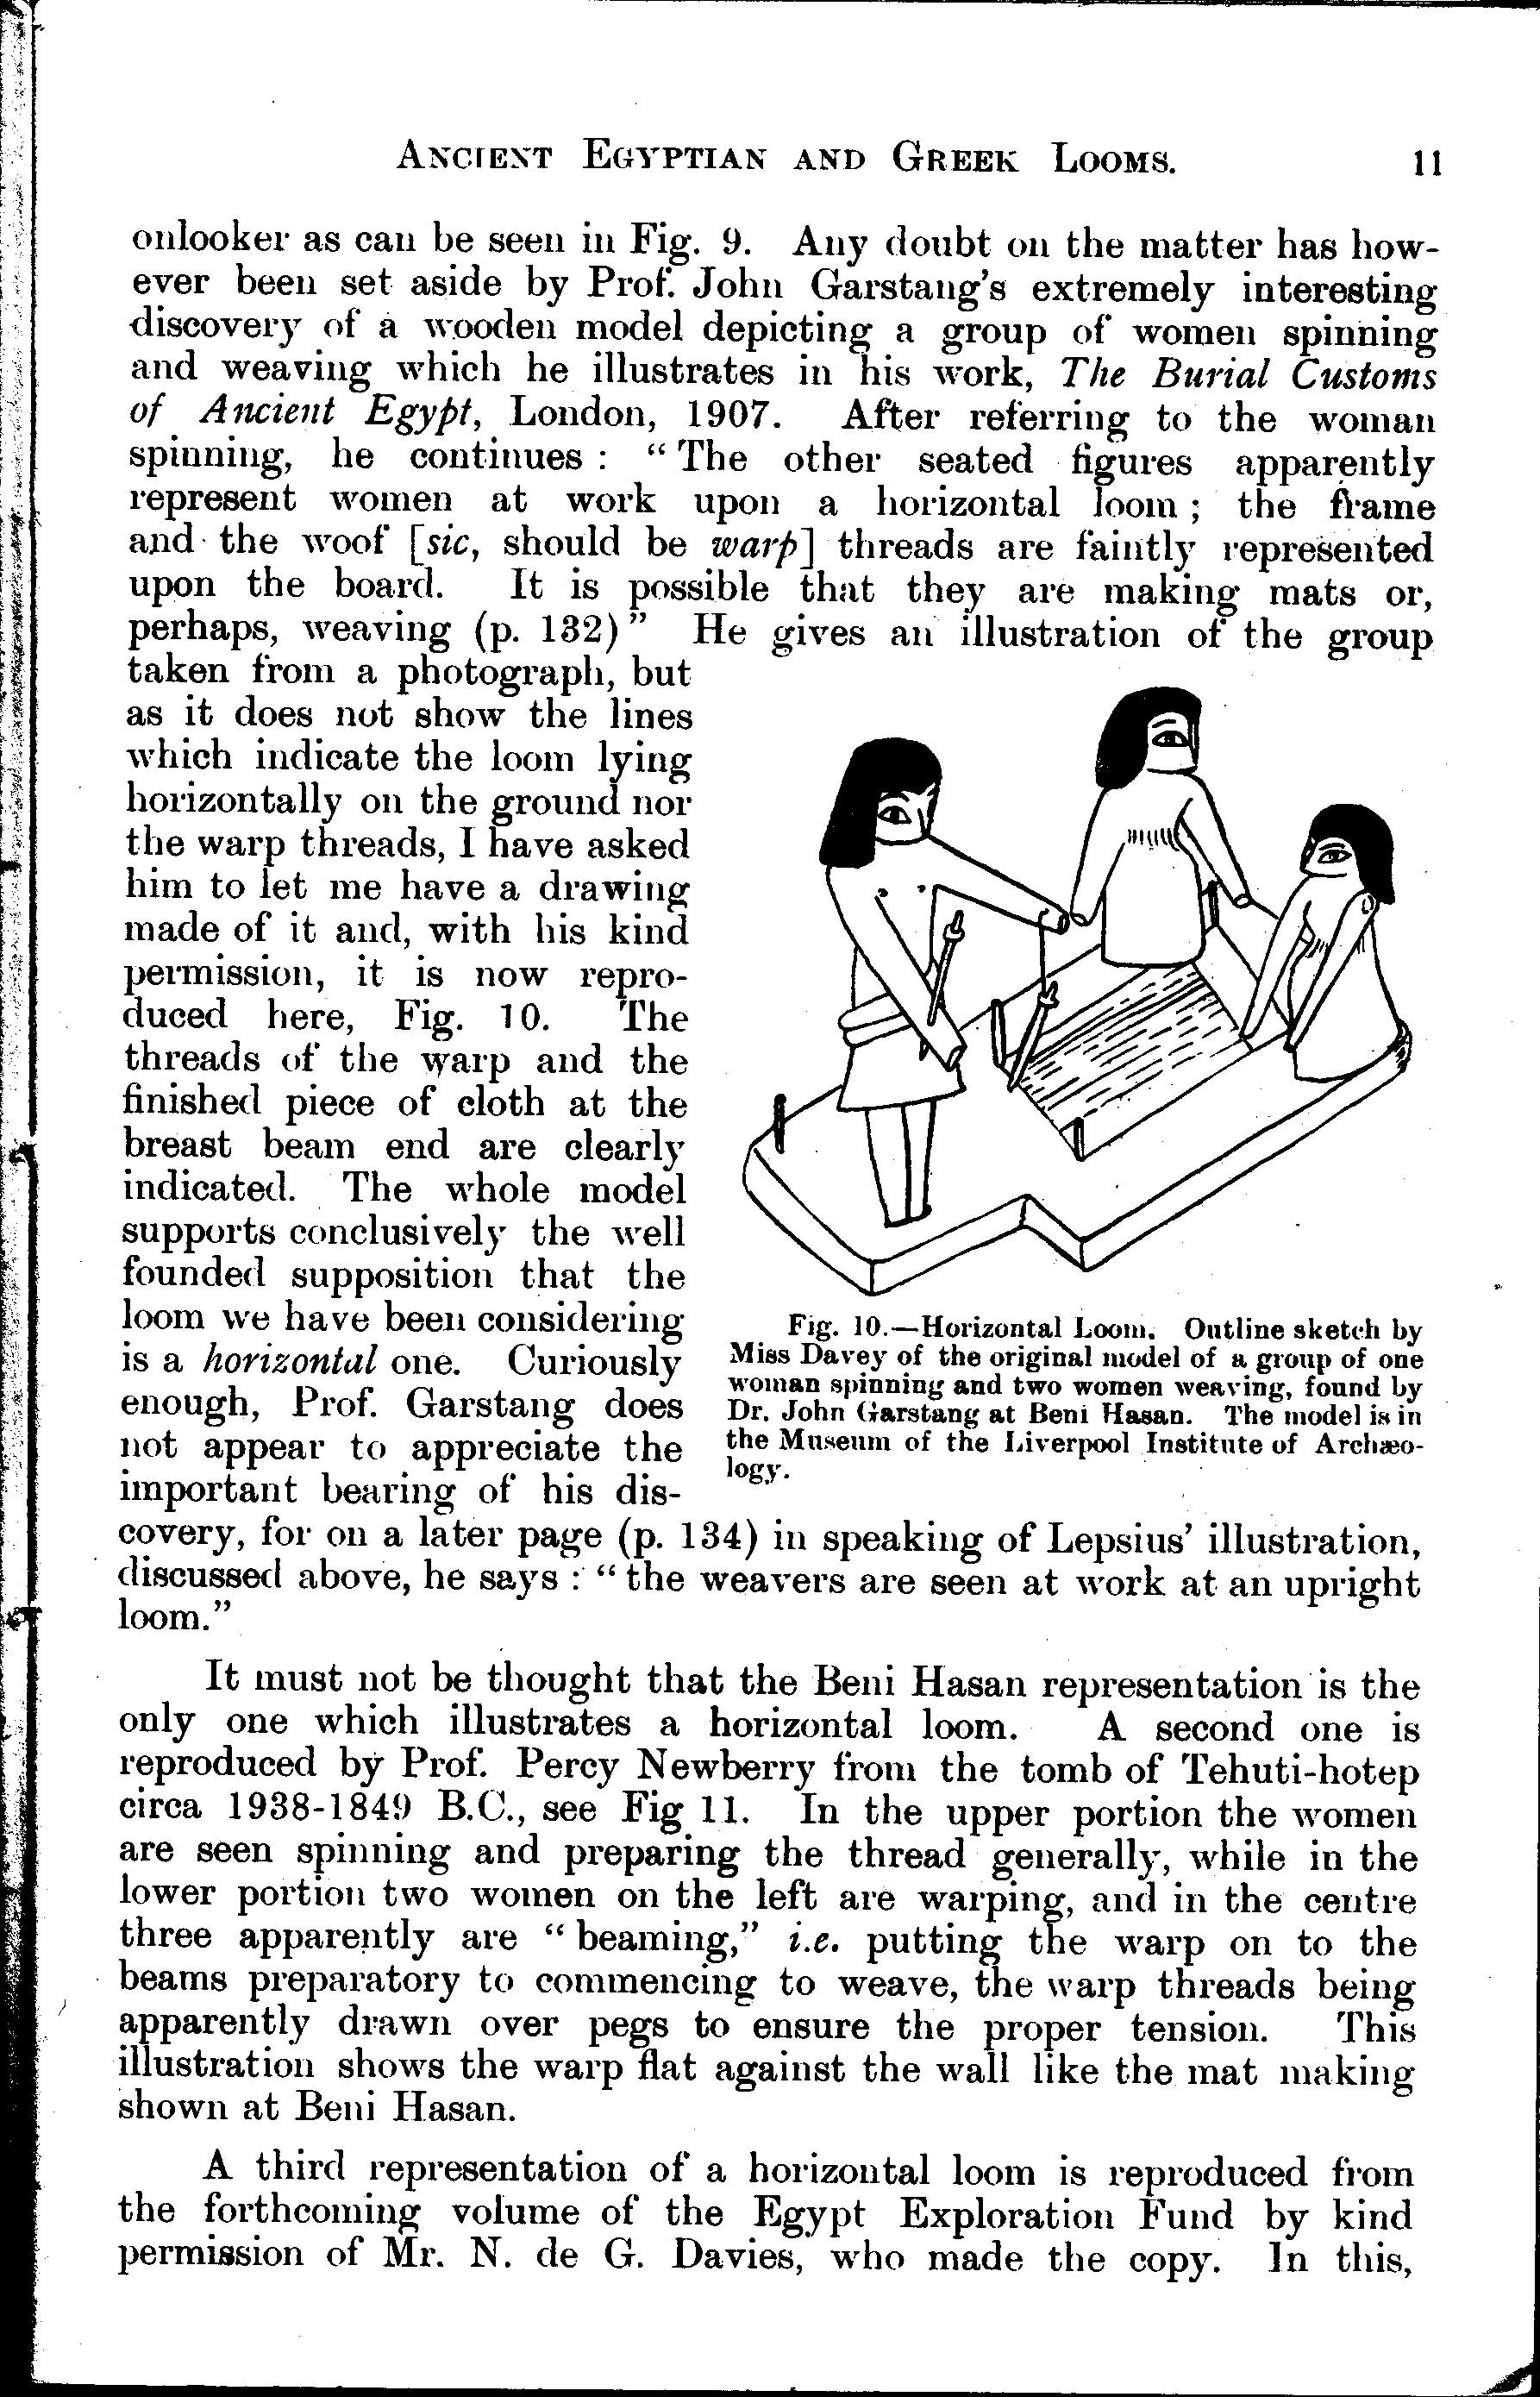 ANCIENT EGYPTIAN AND GREEK LOOMS. 11
onlooker as can be seen in Fig. 9. Any doubt on the matter has how-
ever been set aside by Prof. John Garstang's extremely interesting
discovery of a wooden model depicting a group of women spinning
and weaving which he illustrates in his work, The Burial Customs
of Ancient Egypt, London, 1907. After referring to the woman
spinning, he continues : “ The other seated figures apparently
represent women at work upon a horizontal loom ; the frame
and the woof [sic, should be warp] threads are faintly represented
upon the board. It is possible that they are making mats or,
perhaps, weaving (p. 132) ” He gives an illustration of the group
taken from a photograph, but
as it does not show the lines
which indicate the loom lying
horizontally on the ground nor
the warp threads, I have asked
him to let me have a drawing
made of it and, with his kind
permission, it is now repro-
duced here, Fig. 10. The
threads of the warp and the
finished piece of cloth at the
breast beam end are clearly
indicated. The whole model
supports conclusively the well
founded supposition that the
loom we have been considering
is a horizontal one. Curiously
enough, Prof. Garstang does
not appear to appreciate the
important bearing of his dis-
Fig. 10.—Horizontal Loom. Outline sketch by
Miss Davey of the original model of a group of one
woman spinning and two women weaving, found by
Dr. John Garstang at Beni Hasan. The model is in
the Museum of the Liverpool Institute of Archæo-
logy.
covery, for on a later page (p. 134) in speaking of Lepsius' illustration,
discussed above, he says : “ the weavers are seen at work at an upright
loom.”
It must not be thought that the Beni Hasan representation is the
only one which illustrates a horizontal loom. A second one is
reproduced by Prof. Percy Newberry from the tomb of Tehuti-hotep
circa 1938-1849 B.C., see Fig 11. In the upper portion the women
are seen spinning and preparing the thread generally, while in the
lower portion two women on the left are warping, and in the centre
three apparently are “ beaming,” i.e. putting the warp on to the
beams preparatory to commencing to weave, the warp threads being
apparently drawn over pegs to ensure the proper tension. This
illustration shows the warp flat against the wall like the mat making
shown at Beni Hasan.
A third representation of a horizontal loom is reproduced from
the forthcoming volume of the Egypt Exploration Fund by kind
permission of Mr. N. de G. Davies, who made the copy. In this,